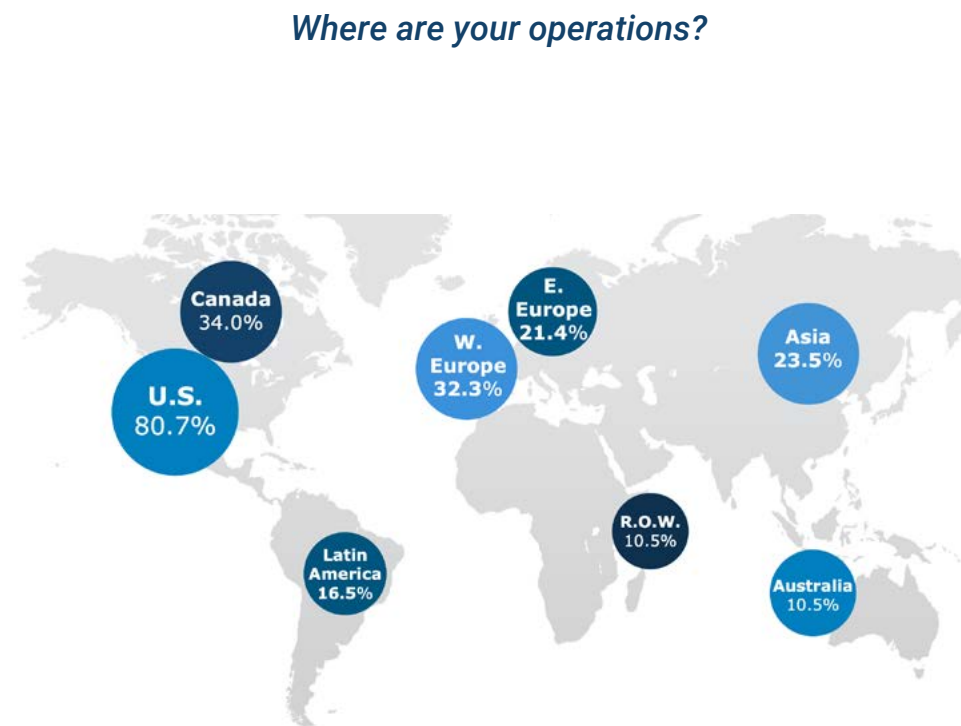 Where are your operations?
Canada
34.0%
U.S.
80.7%
E.
Europe
21.4%
W.
Europe
32.3%
Asia
23.5%
R.O.W.
10.5%
Latin
America
16.5%
Australia
10.5%